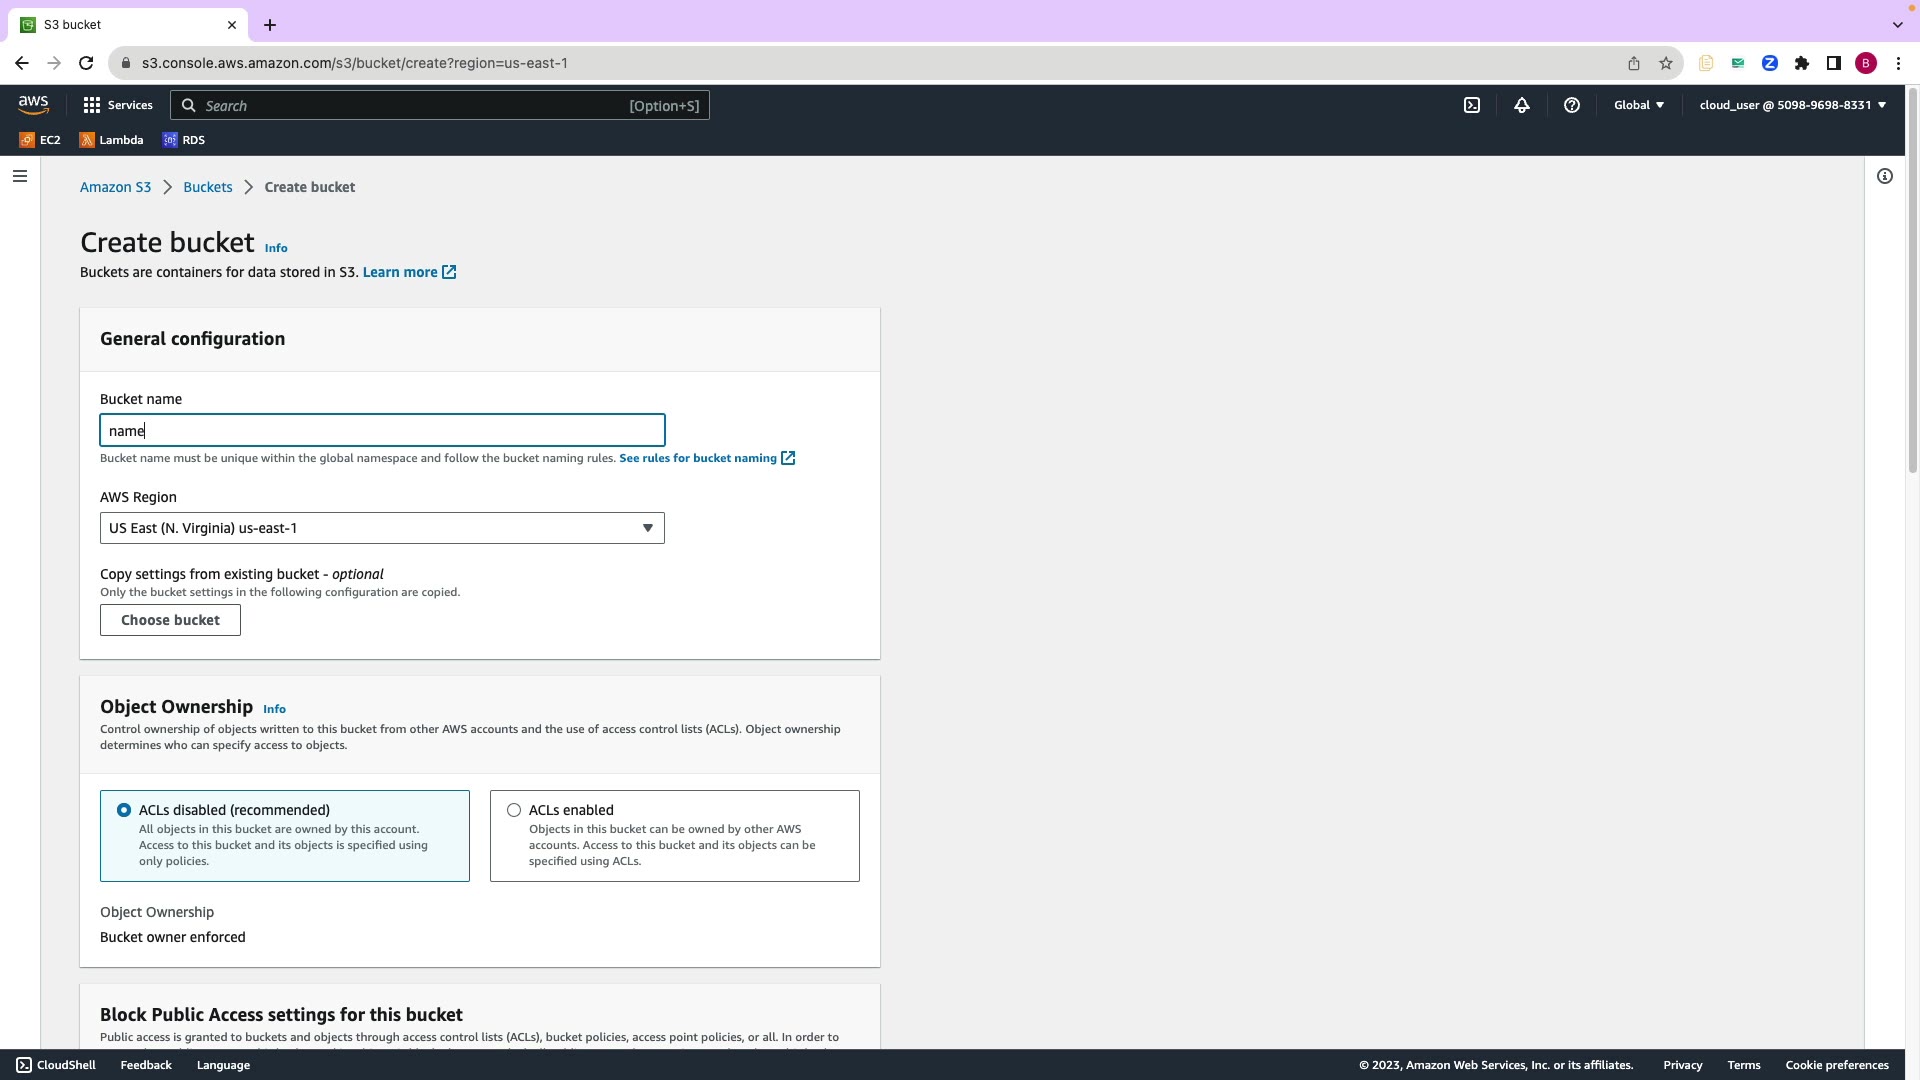 S3 bucket
s3.console.aws.amazon.com/s3/bucket/create?region=us-east-1
B
aws
Services
Search
[Option+S]
Global
cloud_user @ 5098-9698-8331
EC2
Lambda
RDS
Amazon S3
Buckets
Create bucket
Create bucket Info
Buckets are containers for data stored in S3. Learn more
General configuration
Bucket name
name
Bucket name must be unique within the global namespace and follow the bucket naming rules. See rules for bucket naming
AWS Region
US East (N. Virginia) us-east-1
Copy settings from existing bucket - optional
Only the bucket settings in the following configuration are copied.
Choose bucket
Object Ownership Info
Control ownership of objects written to this bucket from other AWS accounts and the use of access control lists (ACLs). Object ownership
determines who can specify access to objects.
ACLs disabled (recommended)
All objects in this bucket are owned by this account.
Access to this bucket and its objects is specified using
only policies.
ACLs enabled
Objects in this bucket can be owned by other AWS
accounts. Access to this bucket and its objects can be
specified using ACLs.
Object Ownership
Bucket owner enforced
Block Public Access settings for this bucket
Public access is granted to buckets and objects through access control lists (ACLs), bucket policies, access point policies, or all. In order to
CloudShell
Feedback
Language
© 2023, Amazon Web Services, Inc. or its affiliates.
Privacy
Terms
Cookie preferences